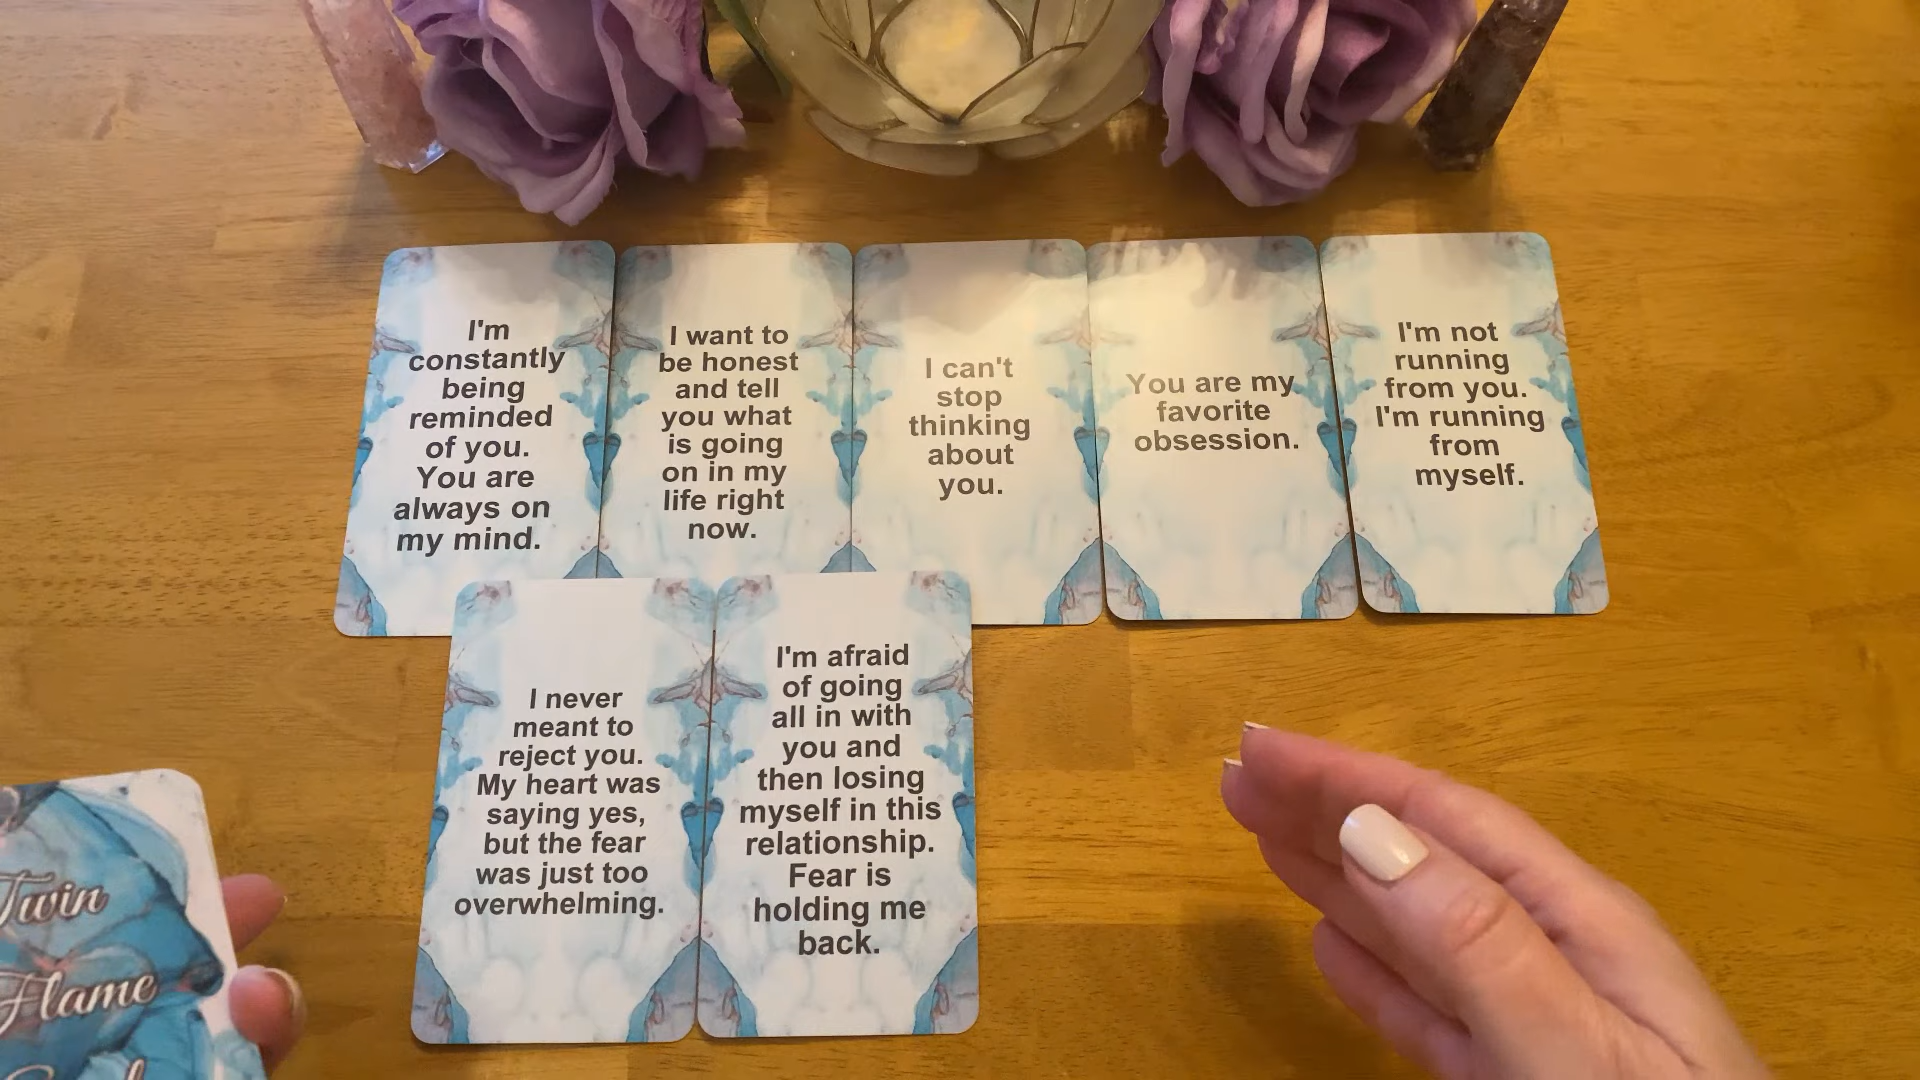 I'm
constantly
being
reminded
of you.
You are
always on
my mind.
I want to
be honest
and tell
you what
is going
on in my
life right
now.
I can't
stop
thinking
about
you.
You are my
favorite
obsession.
I'm not
running
from you.
I'm running
from
myself.
I never
meant to
reject you.
My heart was
saying yes,
but the fear
was just too
overwhelming.
I'm afraid
of going
all in with
you and
then losing
myself in this
relationship.
Fear is
holding me
back.
Twin
Flame